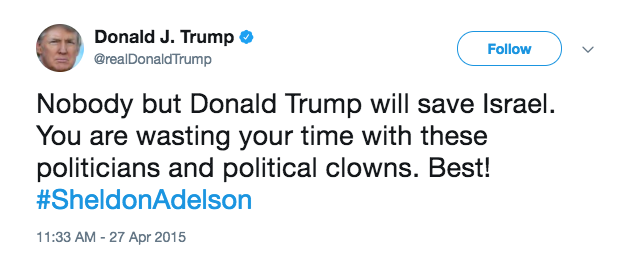 Donald J. Trump
@realDonaldTrump
Follow
Nobody but Donald Trump will save Israel.
You are wasting your time with these
politicians and political clowns. Best!
#SheldonAdelson
11:33 AM - 27 Apr 2015